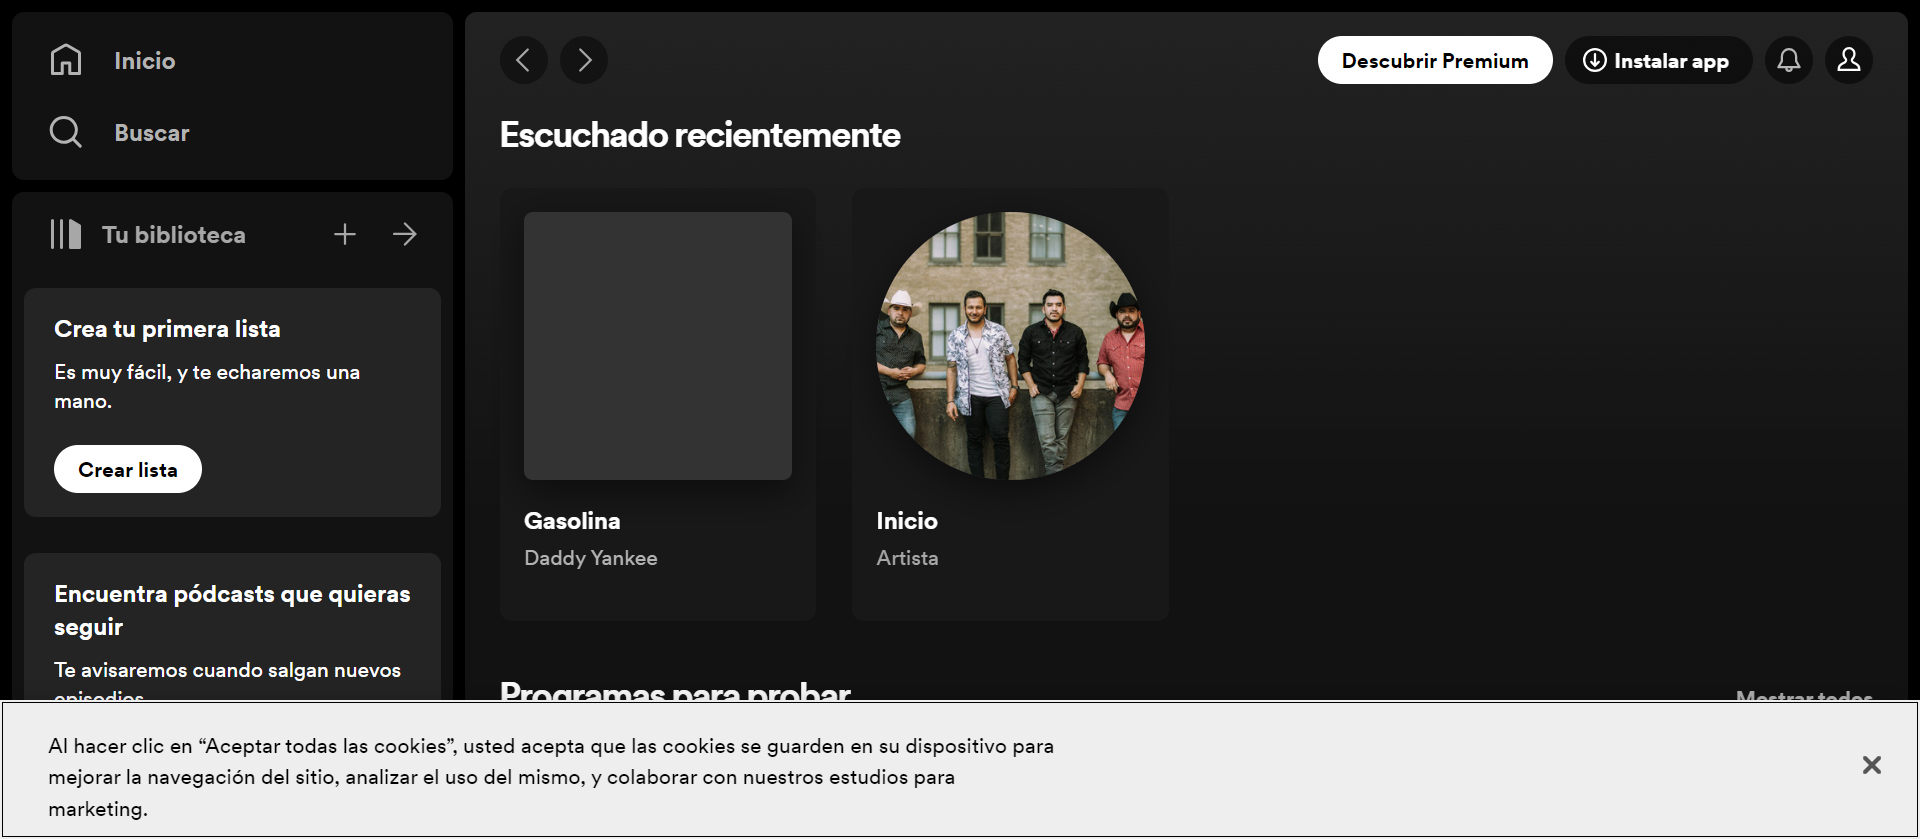 Inicio
Buscar
Tu biblioteca
Crea tu primera lista
Es muy fácil, y te echaremos una
mano.
Crear lista
Encuentra pódcasts que quieras
seguir
Te avisaremos cuando salgan nuevos
episodios
Descubrir Premium
Instalar app
Escuchado recientemente
Gasolina
Daddy Yankee
Inicio
Artista
Programas para probar
Mostrar todos
Al hacer clic en “Aceptar todas las cookies”, usted acepta que las cookies se guarden en su dispositivo para
mejorar la navegación del sitio, analizar el uso del mismo, y colaborar con nuestros estudios para
marketing.